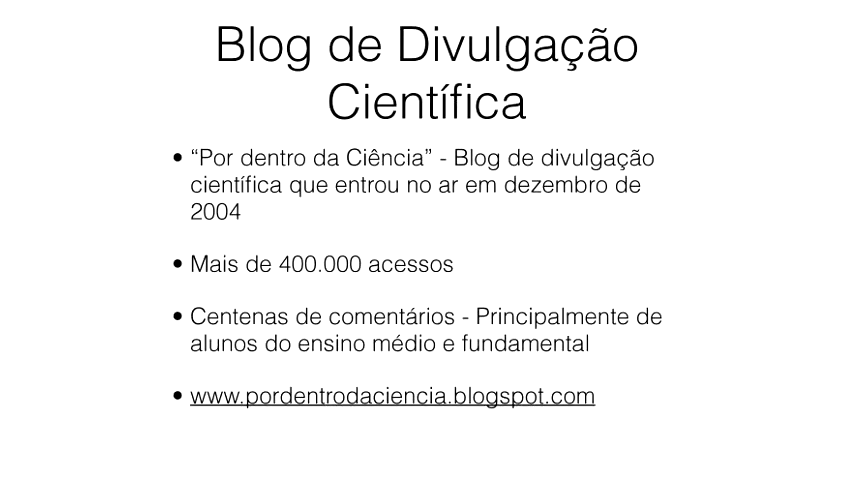 Blog de Divulgação
Científica
• “Por dentro da Ciência” - Blog de divulgação
científica que entrou no ar em dezembro de
2004
• Mais de 400.000 acessos
• Centenas de comentários - Principalmente de
alunos do ensino médio e fundamental
• www.pordentrodaciencia.blogspot.com